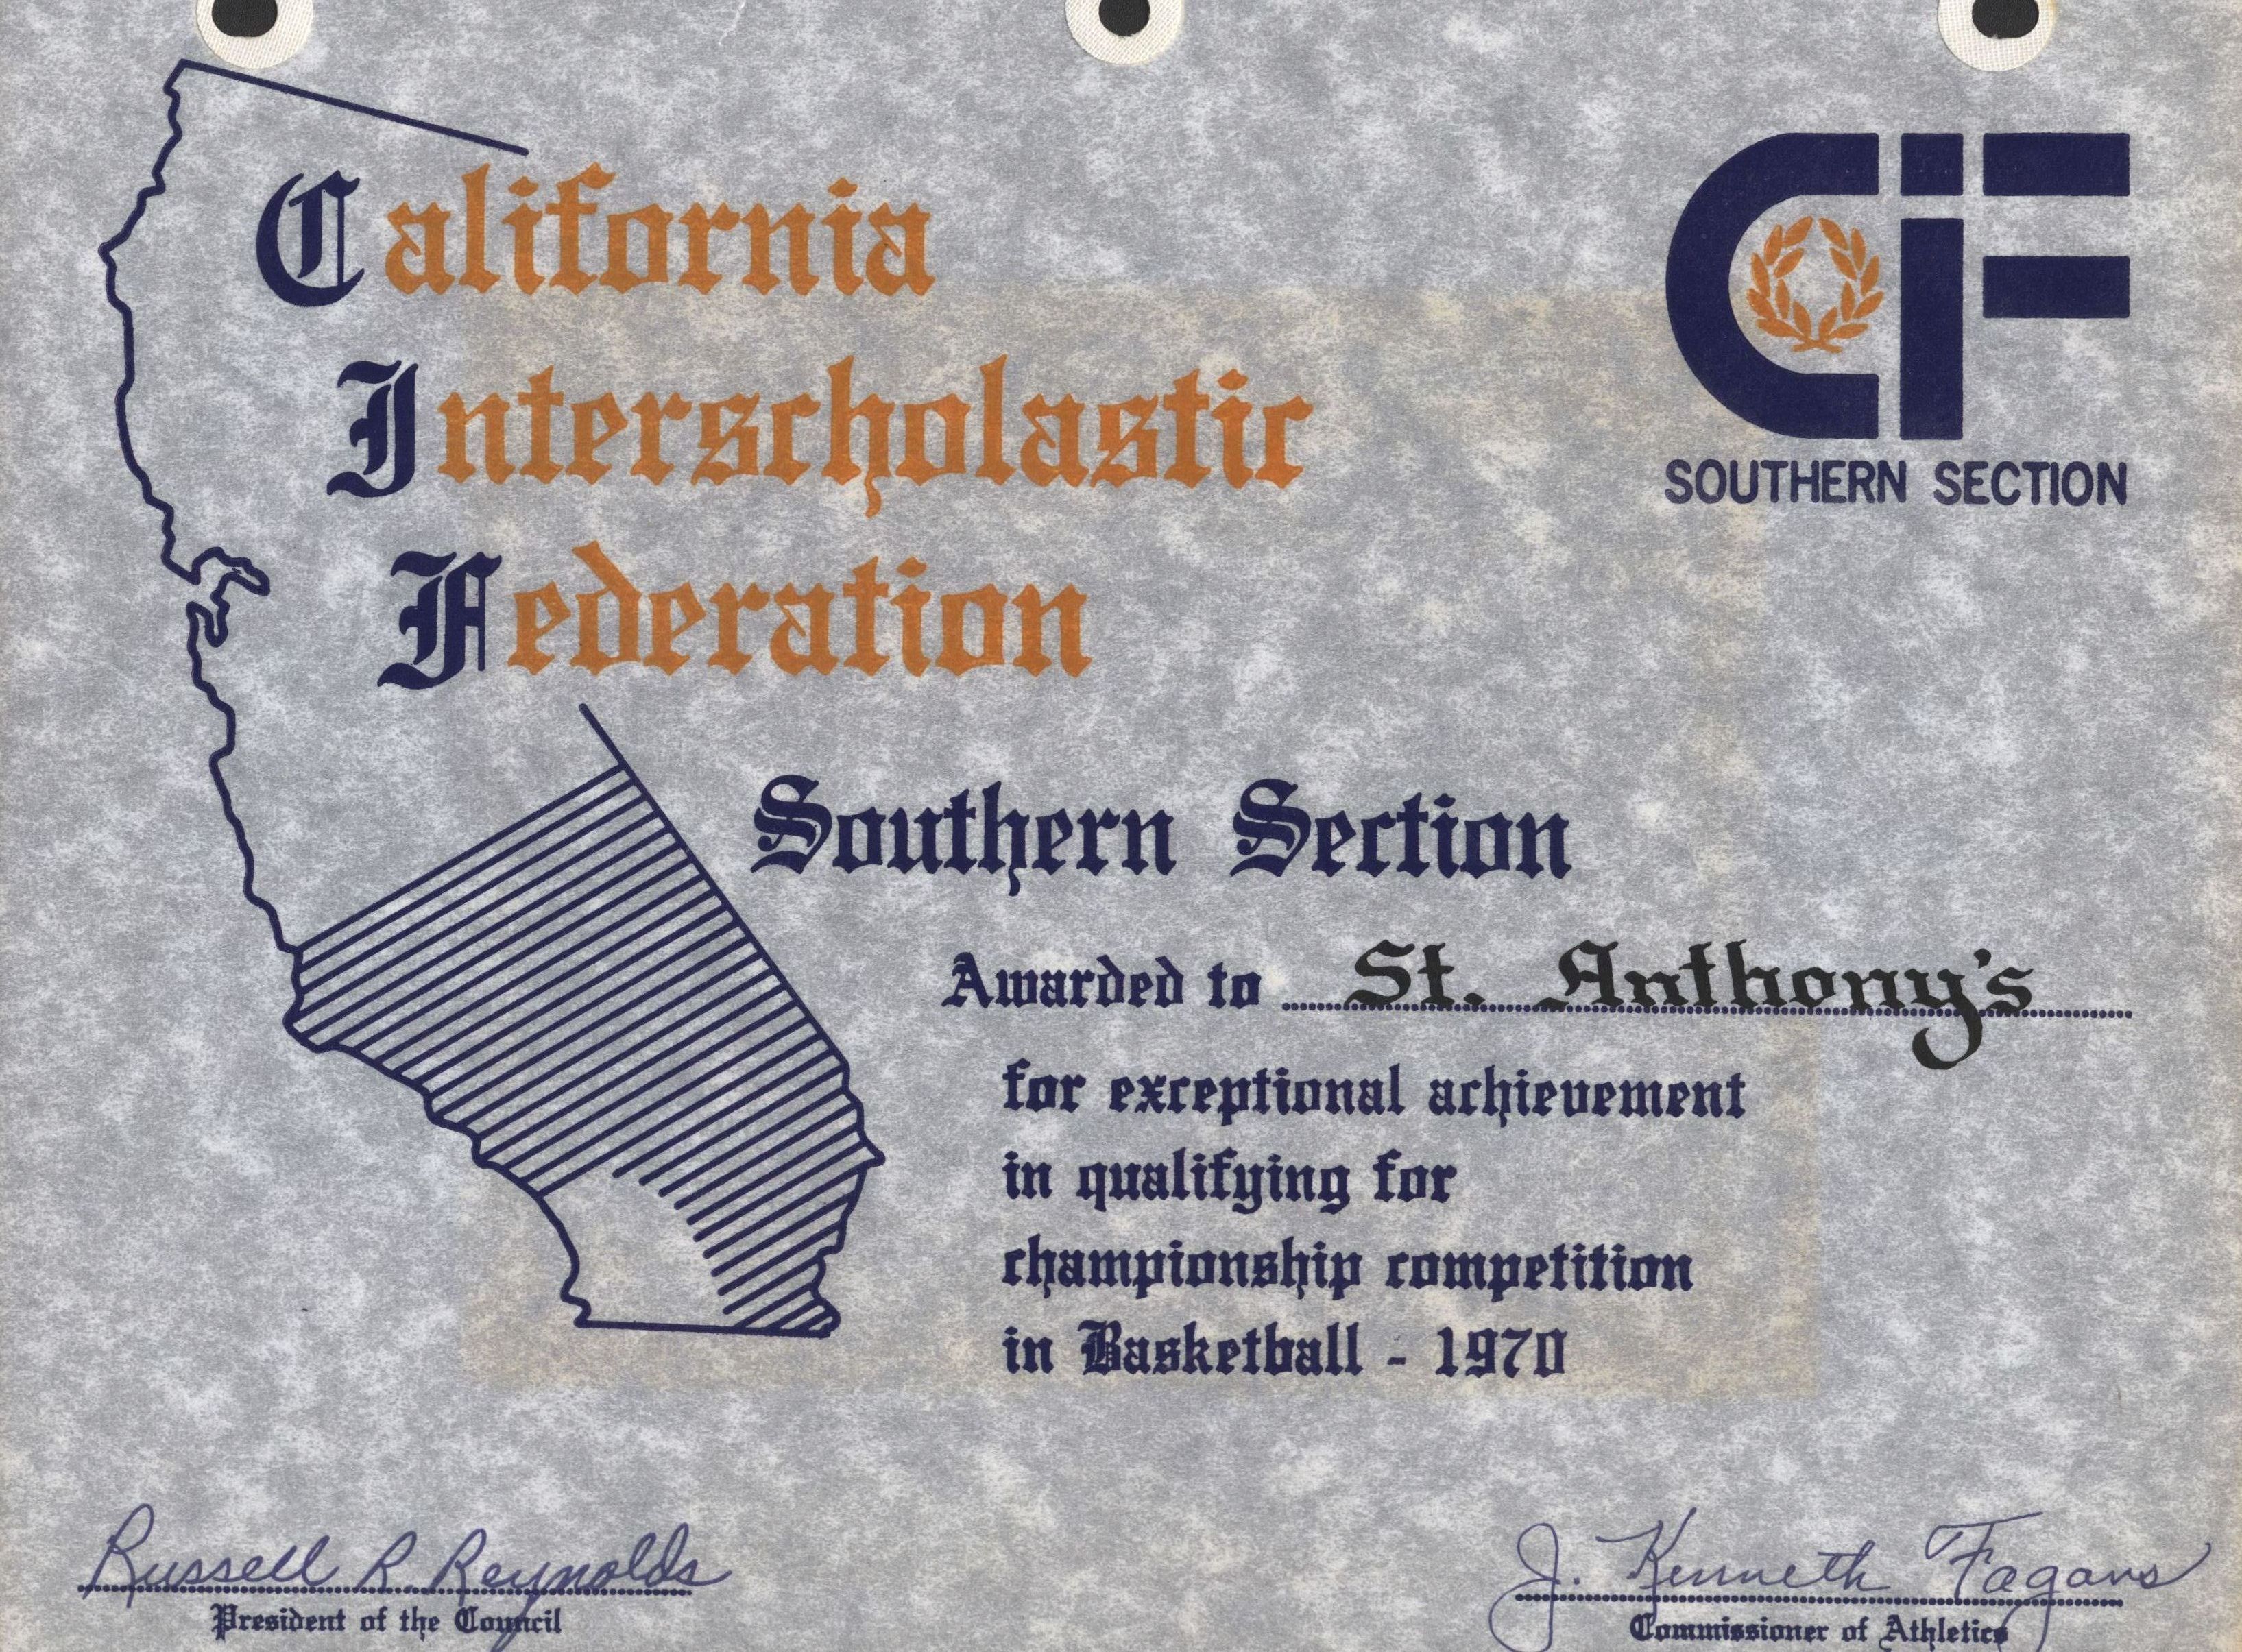 California
Interscholastic
Federation
CIF
SOUTHERN SECTION
Southern Section
Awarded to St. Anthony's
for exceptional achievement
in qualifying for
championship competition
in Basketball - 1970
Russell R. Reynolds
President of the Council
J. Kenneth Fagans
Commissioner of Athletics